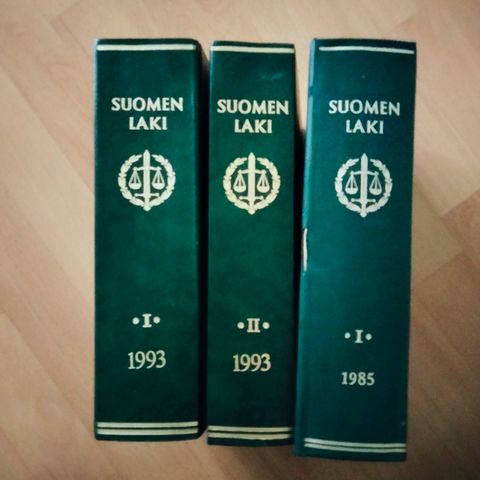 SUOMEN
LAKI
•I•
1993
SUOMEN
LAKI
•II•
1993
SUOMEN
LAKI
•I•
1985